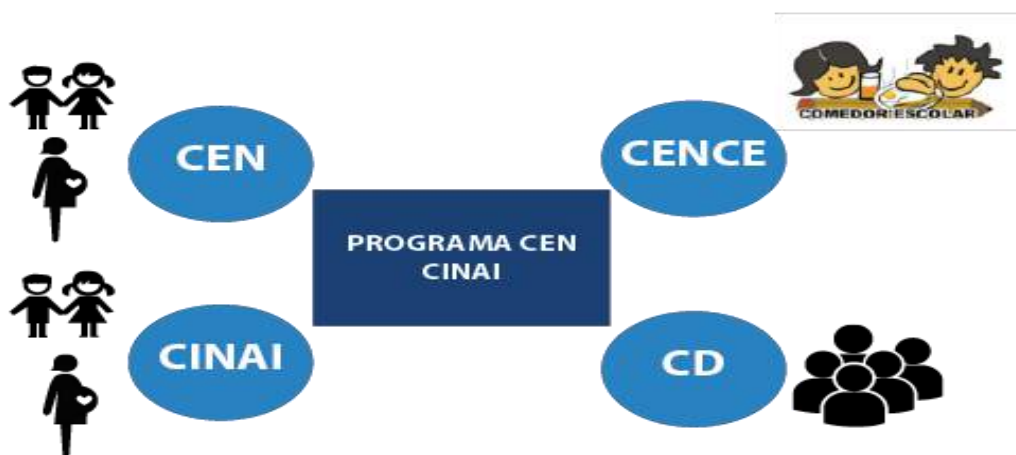 COMEDOR ESCOLAR
CEN
CENCE
PROGRAMA CEN
CINAI
CINAI
CD